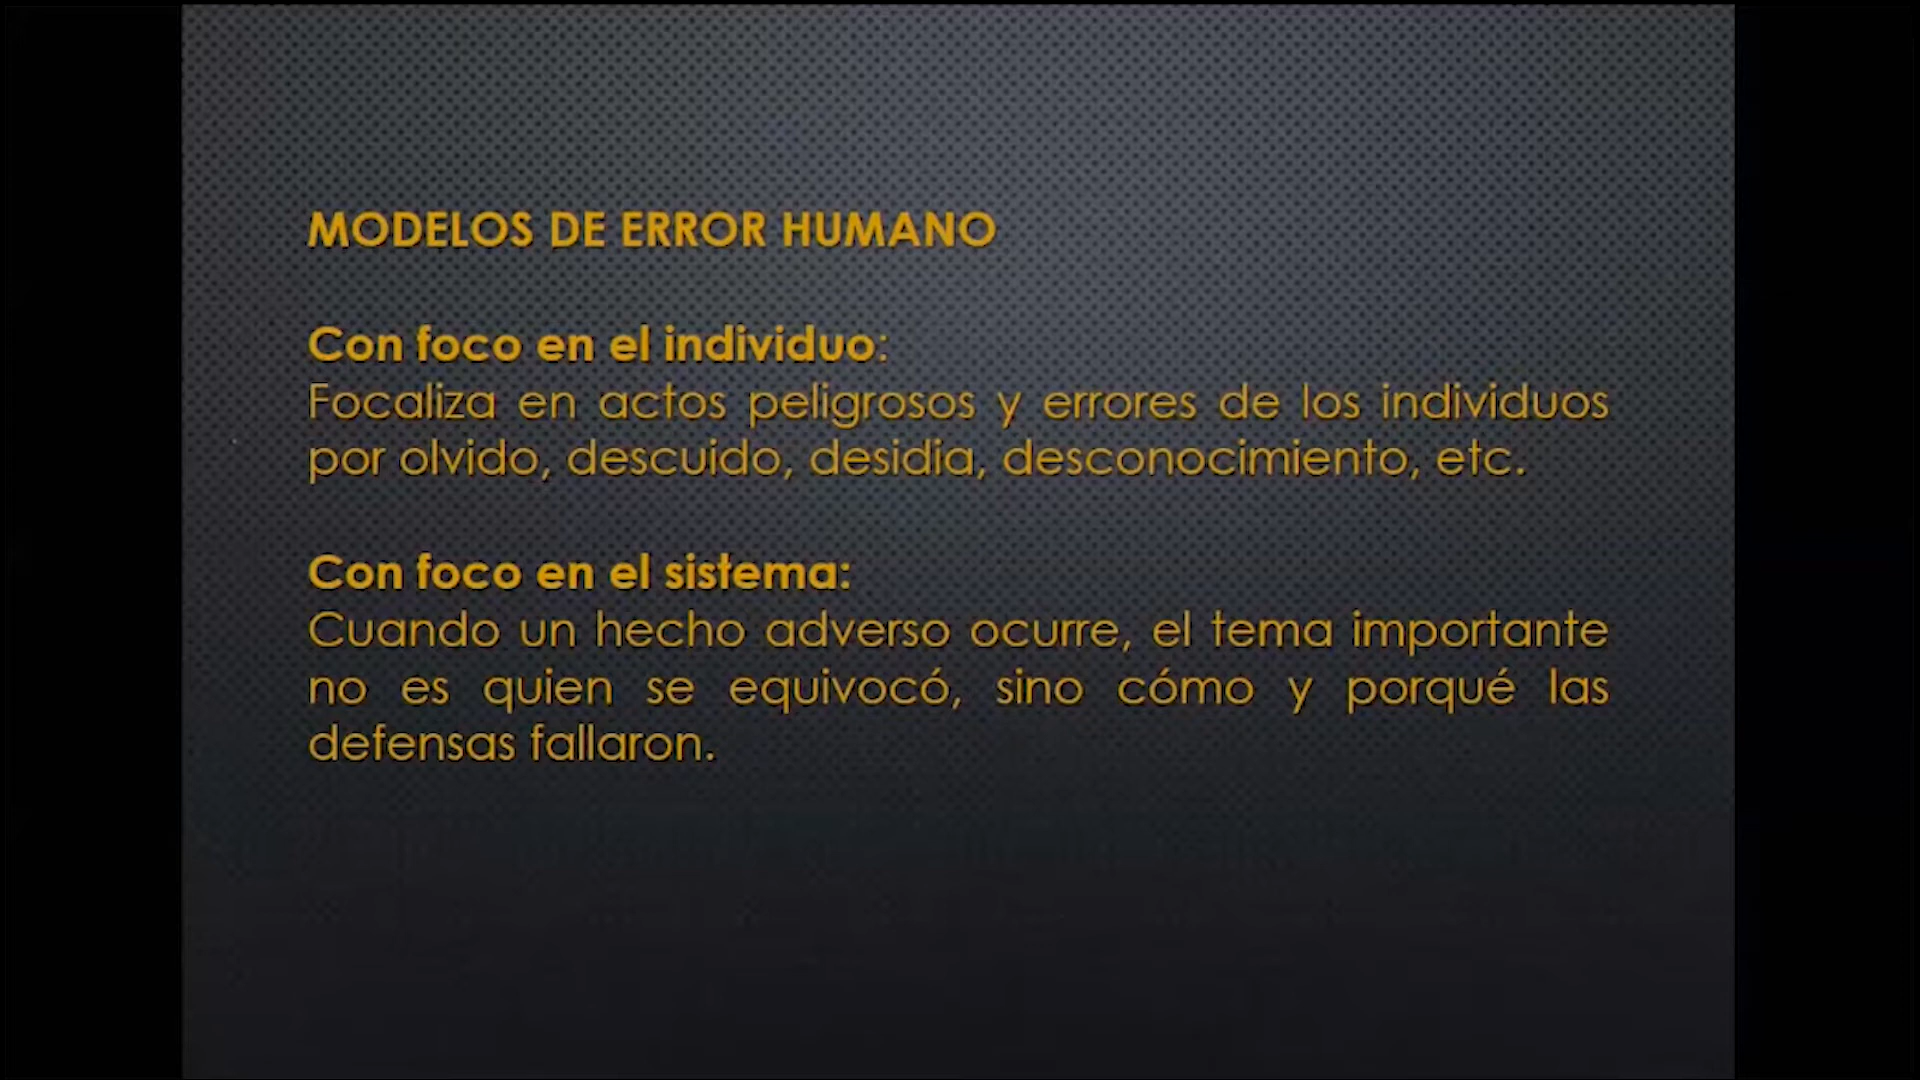 MODELOS DE ERROR HUMANO
Con foco en el individuo:
Focaliza en actos peligrosos y errores de los individuos
por olvido, descuido, desidia, desconocimiento, etc.
Con foco en el sistema:
Cuando un hecho adverso ocurre, el tema importante
no es quien se equivocó, sino cómo y porqué las
defensas fallaron.